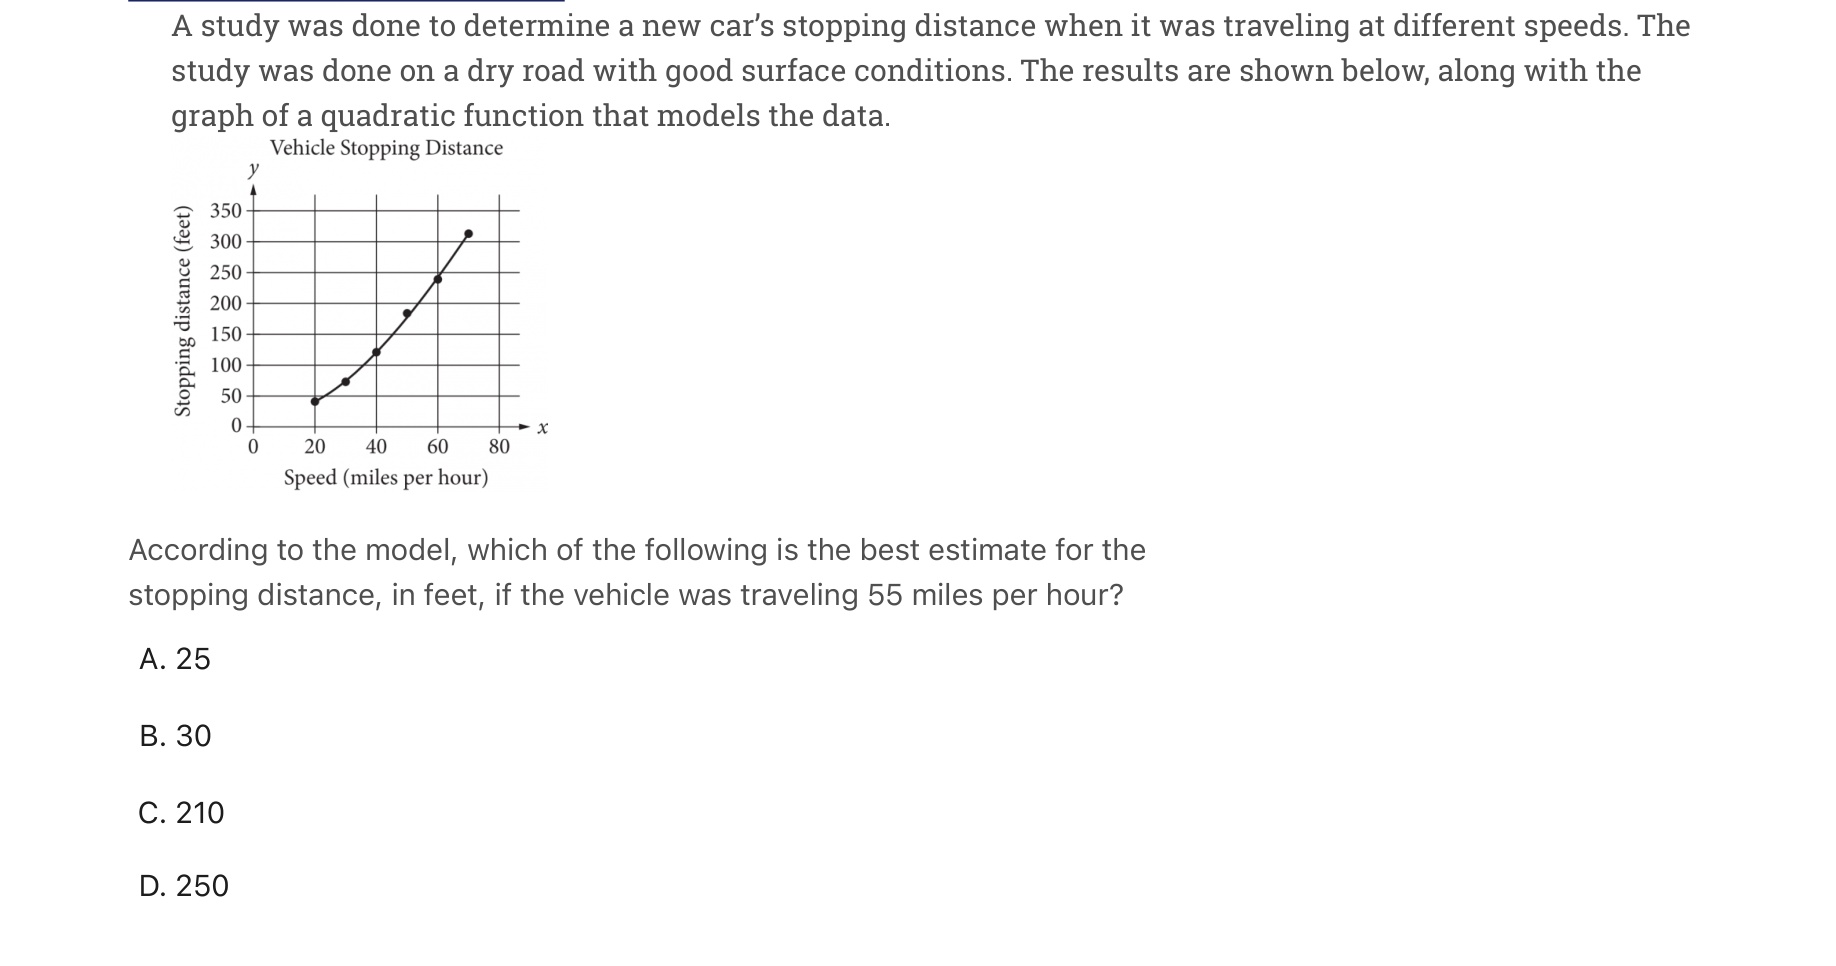 A study was done to determine a new car’s stopping distance when it was traveling at different speeds. The
study was done on a dry road with good surface conditions. The results are shown below, along with the
graph of a quadratic function that models the data.
Vehicle Stopping Distance
y
Stopping distance (feet)
350
300
250
200
150
100
50
0
x
0 20 40 60 80
Speed (miles per hour)
According to the model, which of the following is the best estimate for the
stopping distance, in feet, if the vehicle was traveling 55 miles per hour?
A. 25
B. 30
C. 210
D. 250